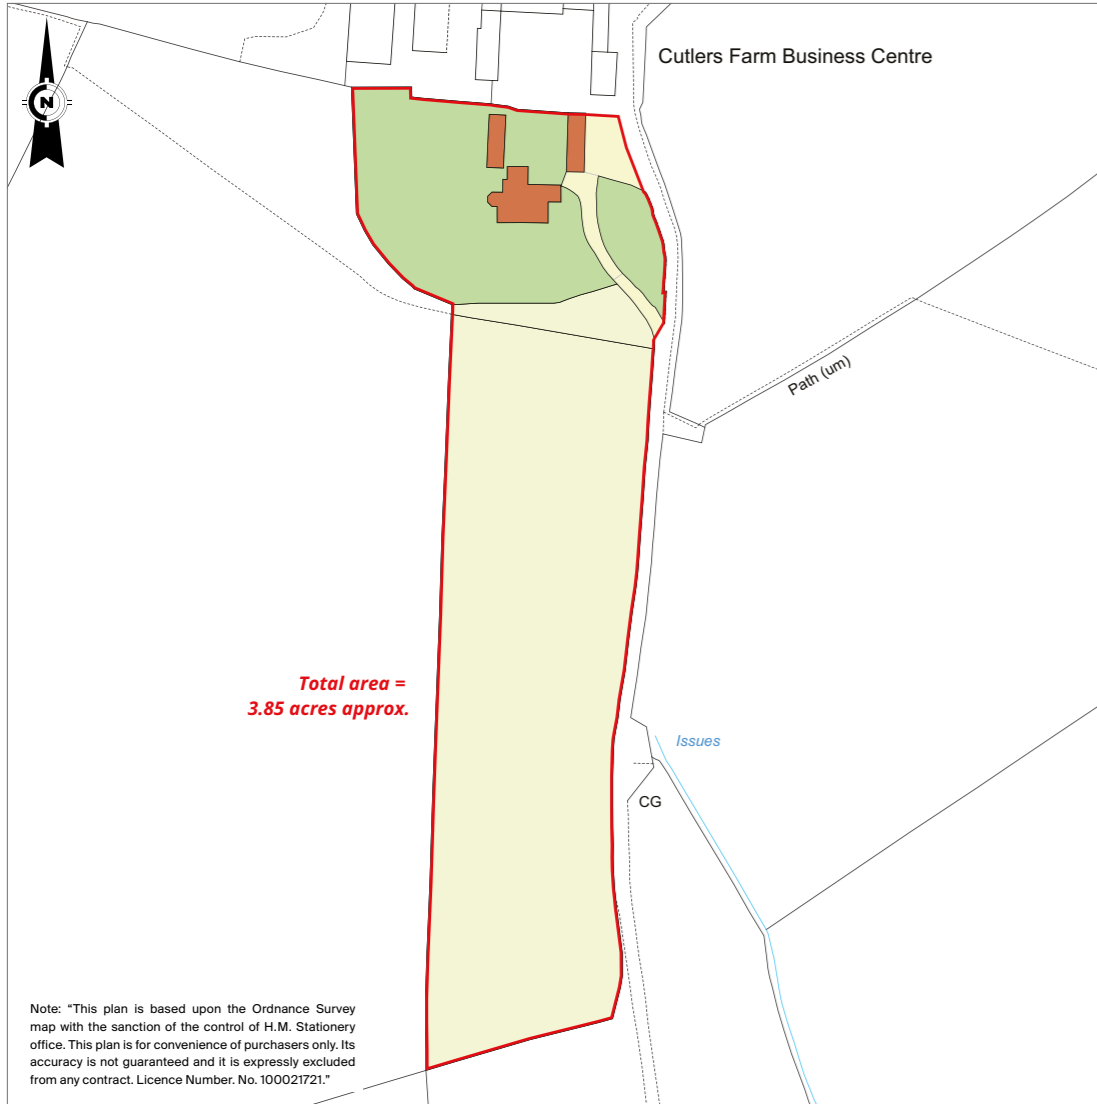 Cutlers Farm Business Centre
N
Path (um)
Total area =
3.85 acres approx.
Issues
CG
Note: “This plan is based upon the Ordnance Survey
map with the sanction of the control of H.M. Stationery
office. This plan is for convenience of purchasers only. Its
accuracy is not guaranteed and it is expressly excluded
from any contract. Licence Number. No. 100021721.”